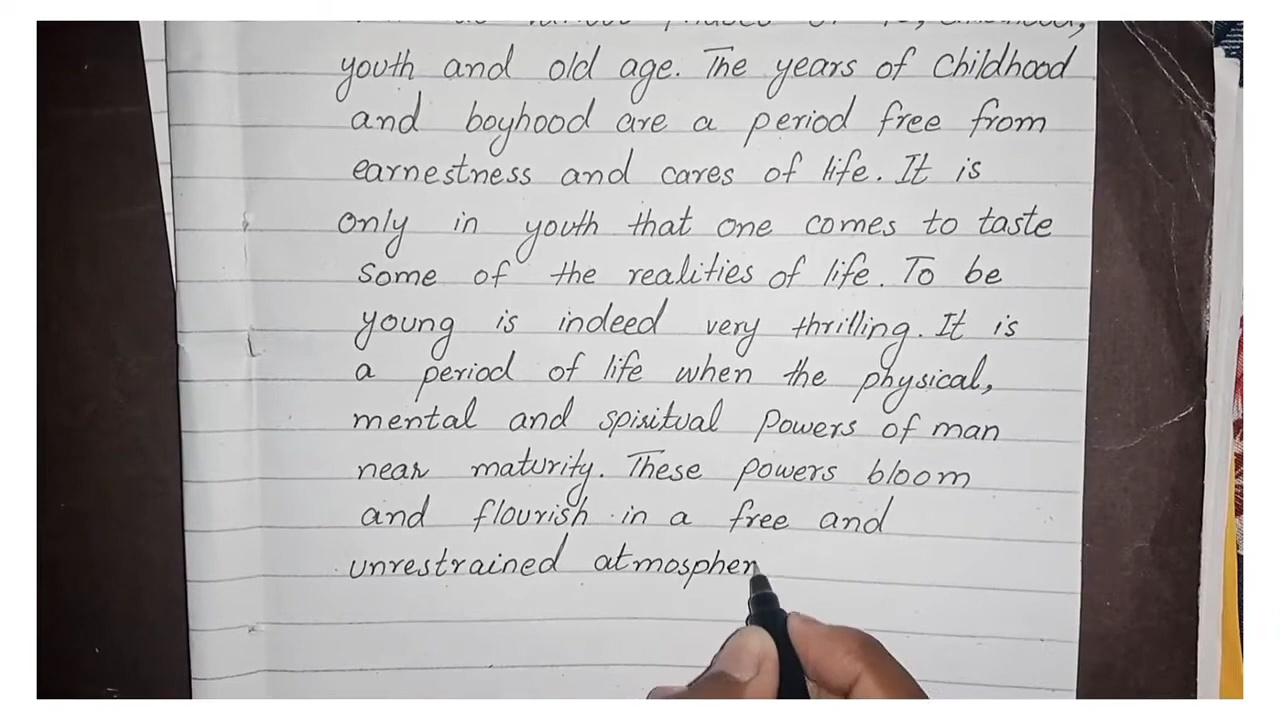 youth and old age. The years of childhood
and boyhood are a period free from
earnestness and cares of life. It is
only in youth that one comes to taste
some of the realities of life. To be
young is indeed very thrilling. It is
a period of life when the physical,
mental and spiritual powers of man
near maturity. These powers bloom
and flourish in a free and
unrestrained atmospher